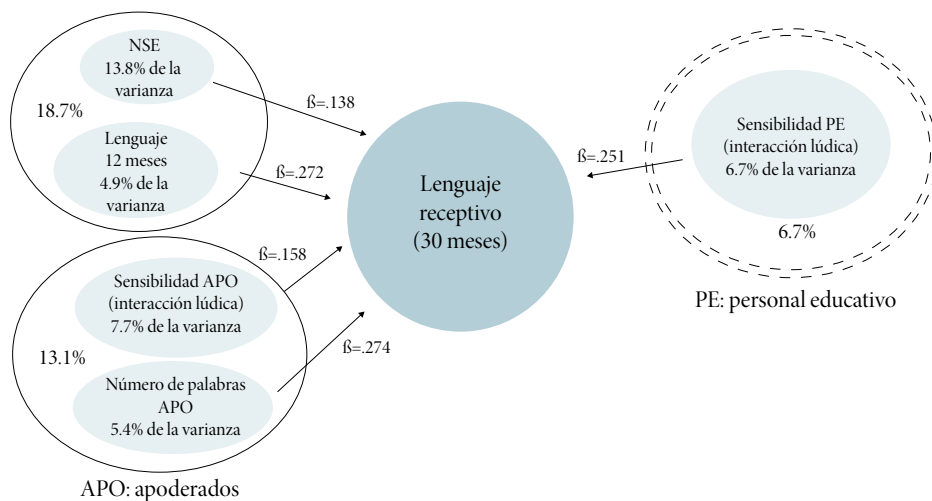 NSE
13.8% de la
varianza
18.7%
Lenguaje
12 meses
4.9% de la
varianza
ß=.138
ß=.272
Sensibilidad APO
(interacción lúdica)
7.7% de la varianza
13.1%
Número de palabras
APO
5.4% de la varianza
ß=.158
ß=.274
APO: apoderados
Lenguaje
receptivo
(30 meses)
ß=.251
Sensibilidad PE
(interacción lúdica)
6.7% de la varianza
6.7%
PE: personal educativo